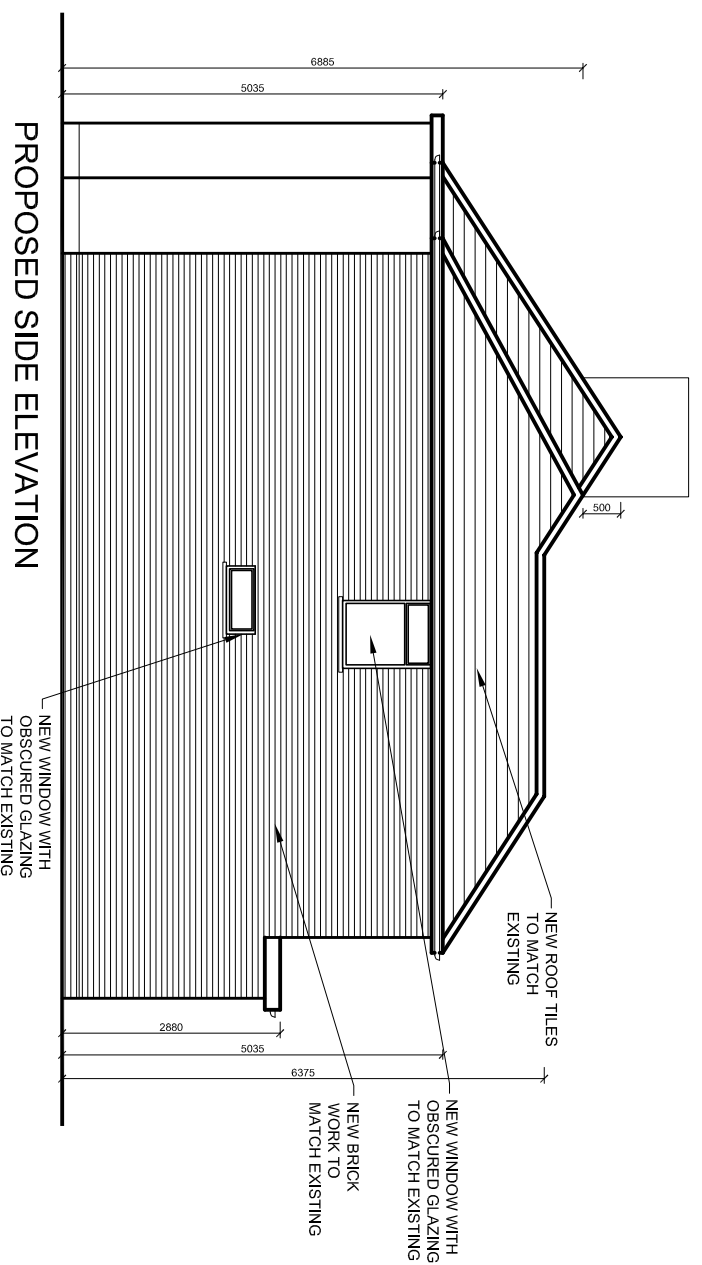 6885
5035
500
NEW ROOF TILES
TO MATCH
EXISTING
NEW WINDOW WITH
OBSCURED GLAZING
TO MATCH EXISTING
NEW BRICK
WORK TO
MATCH EXISTING
2880
5035
6375
NEW WINDOW WITH
OBSCURED GLAZING
TO MATCH EXISTING
PROPOSED SIDE ELEVATION